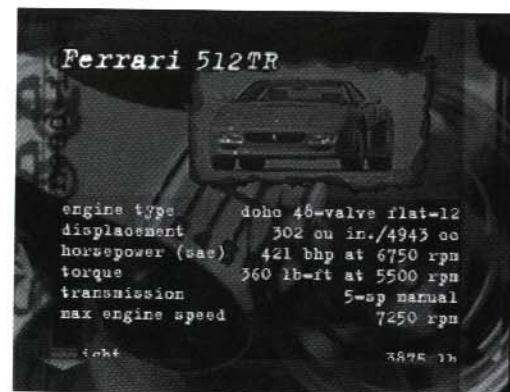 Ferrari 512TR
engine type dohc 48-valve flat-12
displacement 302 cu in./4943 cc
horsepower (sae) 421 bhp at 6750 rpm
torque 360 lb-ft at 5500 rpm
transmission 5-sp manual
max engine speed 7250 rpm
3875 lb